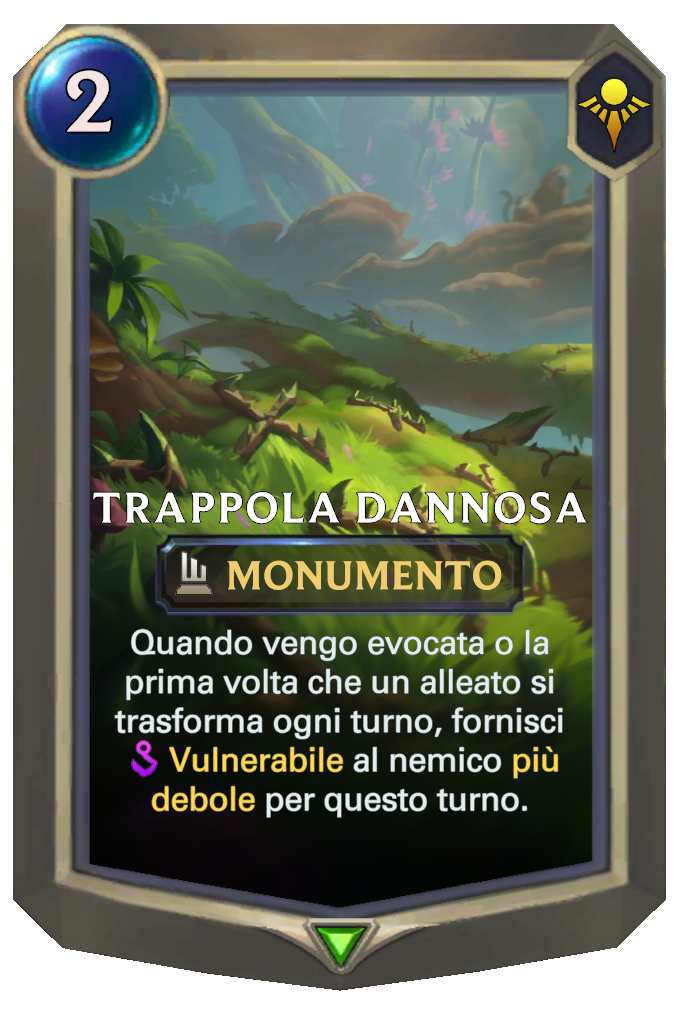 2
TRAPPOLA DANNOSA
MONUMENTO
Quando vengo evocata o la
prima volta che un alleato si
trasforma ogni turno, fornisci
Vulnerabile al nemico più
debole per questo turno.